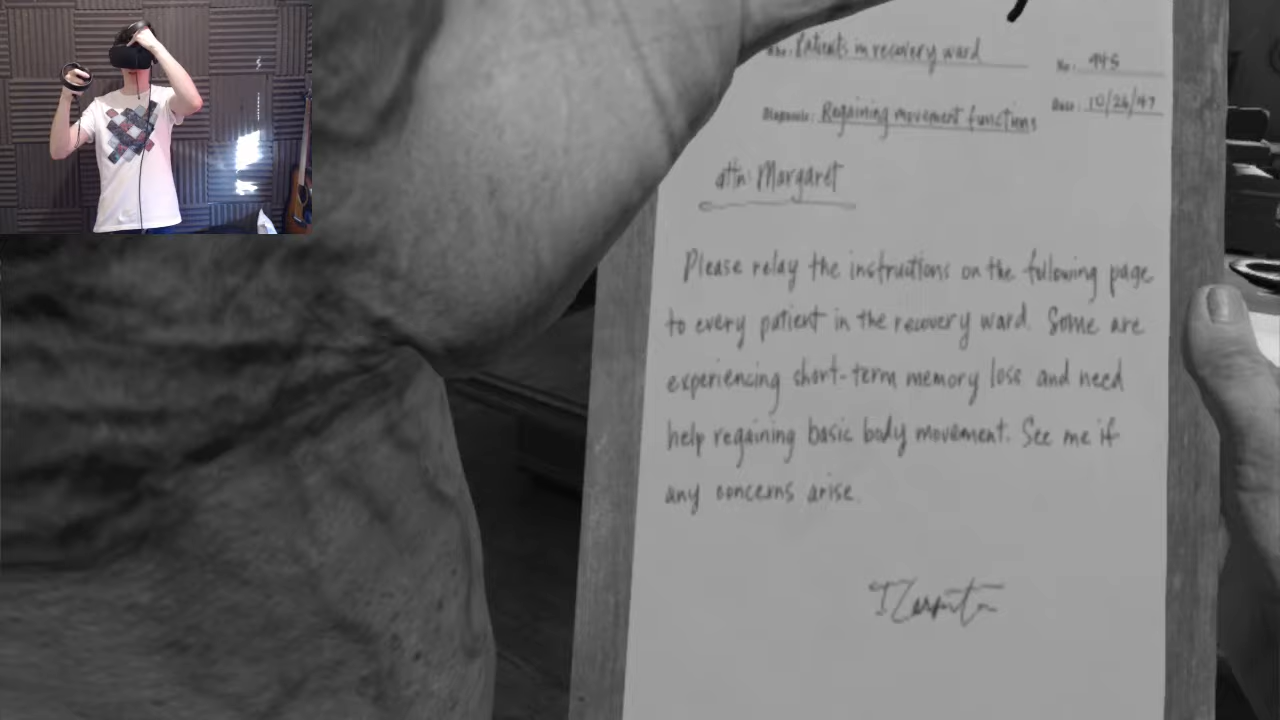 Patients in recovery ward
No.: 945
Date: 10/26/47
Diagnosis: Regaining movement functions
attn: Margaret
Please relay the instructions on the following page
to every patient in the recovery ward. Some are
experiencing short-term memory loss and need
help regaining basic body movement. See me if
any concerns arise.